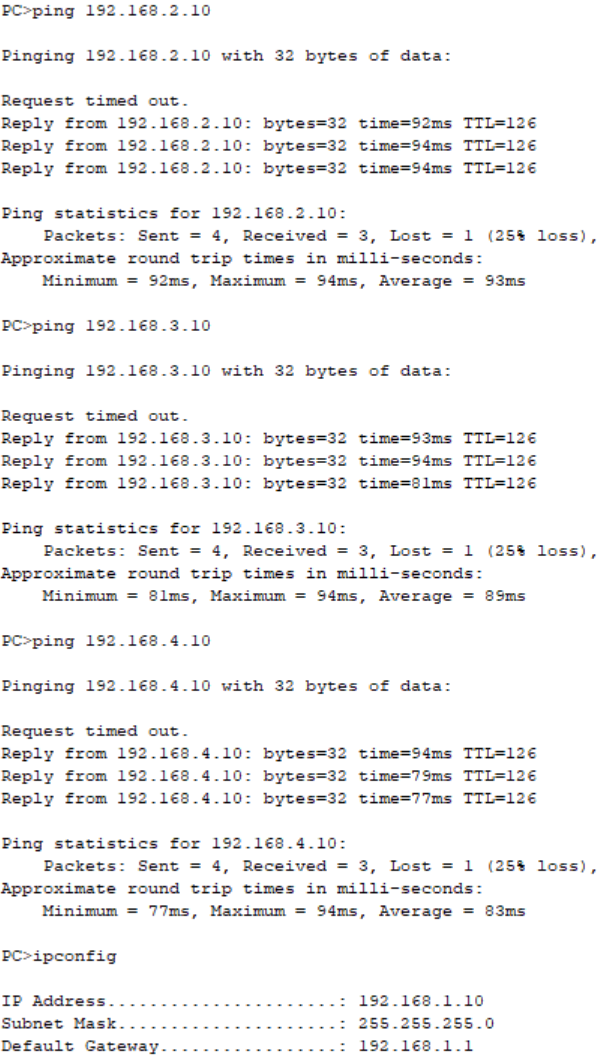 PC>ping 192.168.2.10
Pinging 192.168.2.10 with 32 bytes of data:
Request timed out.
Reply from 192.168.2.10: bytes=32 time=92ms TTL=126
Reply from 192.168.2.10: bytes=32 time=94ms TTL=126
Reply from 192.168.2.10: bytes=32 time=94ms TTL=126
Ping statistics for 192.168.2.10:
Packets: Sent = 4, Received = 3, Lost = 1 (25% loss),
Approximate round trip times in milli-seconds:
Minimum = 92ms, Maximum = 94ms, Average = 93ms
PC>ping 192.168.3.10
Pinging 192.168.3.10 with 32 bytes of data:
Request timed out.
Reply from 192.168.3.10: bytes=32 time=93ms TTL=126
Reply from 192.168.3.10: bytes=32 time=94ms TTL=126
Reply from 192.168.3.10: bytes=32 time=81ms TTL=126
Ping statistics for 192.168.3.10:
Packets: Sent = 4, Received = 3, Lost = 1 (25% loss),
Approximate round trip times in milli-seconds:
Minimum = 81ms, Maximum = 94ms, Average = 89ms
PC>ping 192.168.4.10
Pinging 192.168.4.10 with 32 bytes of data:
Request timed out.
Reply from 192.168.4.10: bytes=32 time=94ms TTL=126
Reply from 192.168.4.10: bytes=32 time=79ms TTL=126
Reply from 192.168.4.10: bytes=32 time=77ms TTL=126
Ping statistics for 192.168.4.10:
Packets: Sent = 4, Received = 3, Lost = 1 (25% loss),
Approximate round trip times in milli-seconds:
Minimum = 77ms, Maximum = 94ms, Average = 83ms
PC>ipconfig
IP Address......................: 192.168.1.10
Subnet Mask.....................: 255.255.255.0
Default Gateway.................: 192.168.1.1